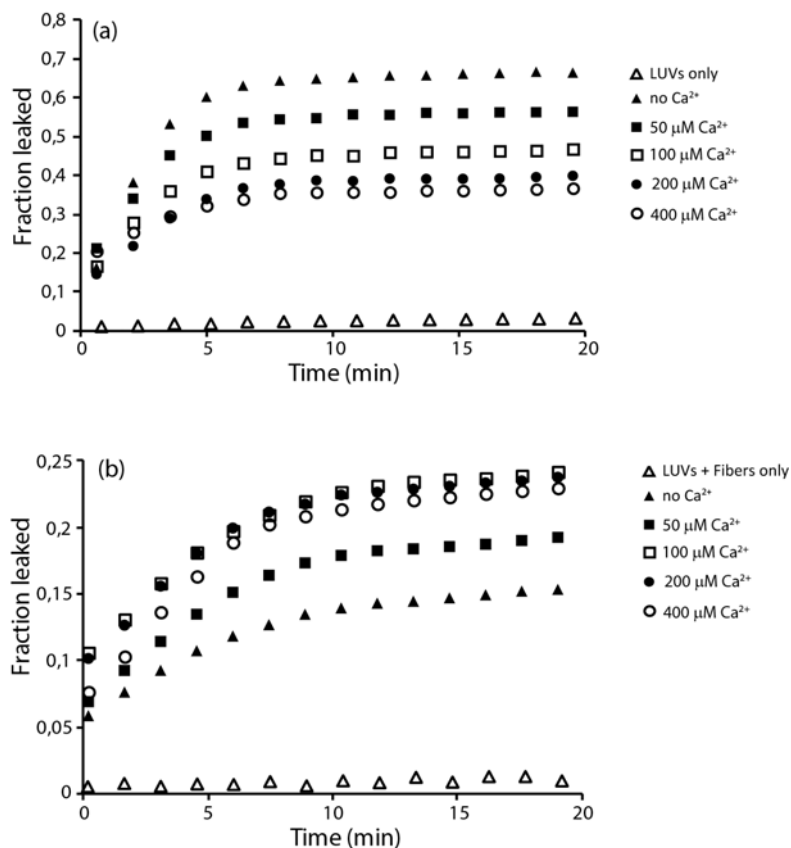 (a)
0,8
0,7
0,6
0,5
0,4
0,3
0,2
0,1
0
Fraction leaked
0 5 10 15 20
Time (min)
LUVs only
no Ca²⁺
50 μM Ca²⁺
100 μM Ca²⁺
200 μM Ca²⁺
400 μM Ca²⁺
(b)
0,25
0,2
0,15
0,1
0,05
0
Fraction leaked
0 5 10 15 20
Time (min)
LUVs + Fibers only
no Ca²⁺
50 μM Ca²⁺
100 μM Ca²⁺
200 μM Ca²⁺
400 μM Ca²⁺